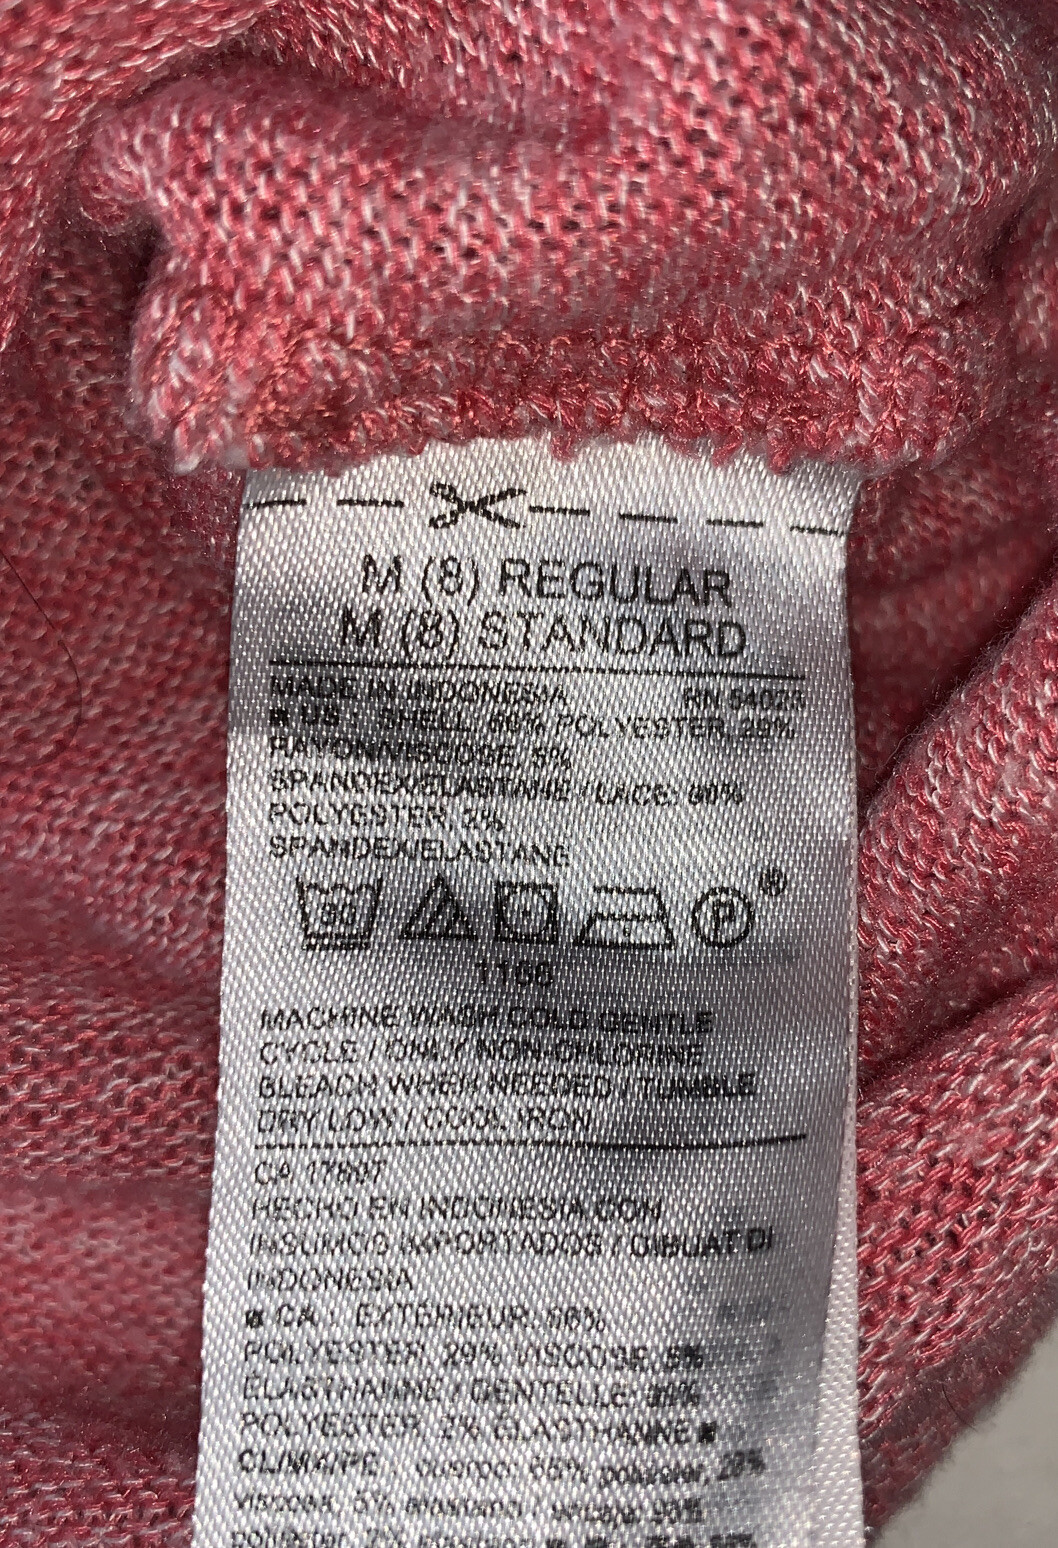 M (8) REGULAR
M (8) STANDARD
MADE IN INDONESIA RN 54023
■ US : SHELL: 66% POLYESTER, 29%
RAYON/VISCOSE, 5%
SPANDEX/ELASTANE / LACE: 98%
POLYESTER, 2%
SPANDEX/ELASTANE
30 P ®
MACHINE WASH COLD GENTLE
CYCLE / ONLY NON-CHLORINE
BLEACH WHEN NEEDED / TUMBLE
DRY LOW / COOL IRON
CA 17897
HECHO EN INDONESIA CON
INSUMOS IMPORTADOS / DIBUAT DI
INDONESIA
■ CA : EXTERIEUR: 66%
POLYESTER, 29% VISCOSE, 5%
ELASTHANNE / DENTELLE: 98%
POLYESTER, 2% ELASTHANNE ■